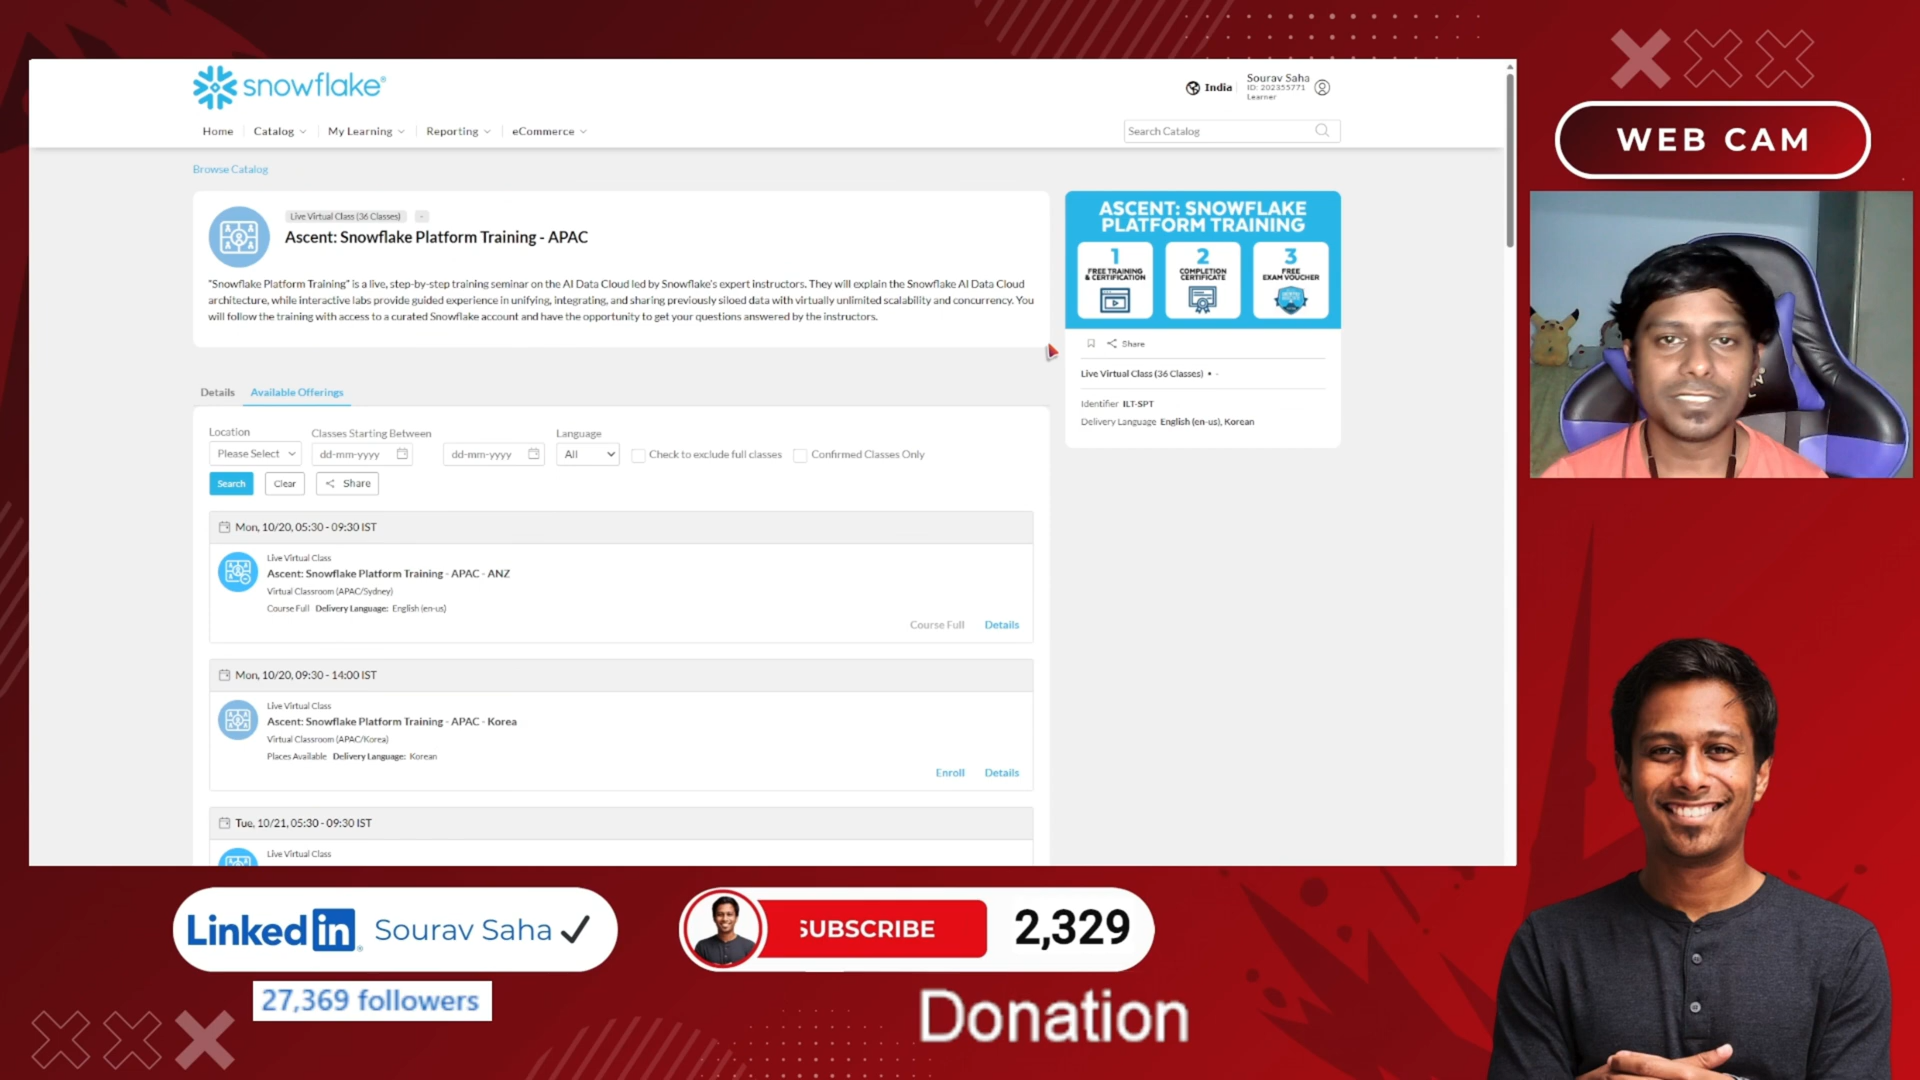 snowflake®
India
Sourav Saha
ID: 202355771
Learner
Home
Catalog
My Learning
Reporting
eCommerce
Search Catalog
Browse Catalog
Live Virtual Class (36 Classes)
-
Ascent: Snowflake Platform Training - APAC
"Snowflake Platform Training" is a live, step-by-step training seminar on the AI Data Cloud led by Snowflake's expert instructors. They will explain the Snowflake AI Data Cloud
architecture, while interactive labs provide guided experience in unifying, integrating, and sharing previously siloed data with virtually unlimited scalability and concurrency. You
will follow the training with access to a curated Snowflake account and have the opportunity to get your questions answered by the instructors.
ASCENT: SNOWFLAKE
PLATFORM TRAINING
1
FREE TRAINING
& CERTIFICATION
2
COMPLETION
CERTIFICATE
3
FREE
EXAM VOUCHER
Share
Live Virtual Class (36 Classes) • -
Identifier ILT-SPT
Delivery Language English (en-us), Korean
Details
Available Offerings
Location
Classes Starting Between
Language
Please Select
dd-mm-yyyy
dd-mm-yyyy
All
Check to exclude full classes
Confirmed Classes Only
Search
Clear
Share
Mon, 10/20, 05:30 - 09:30 IST
Live Virtual Class
Ascent: Snowflake Platform Training - APAC - ANZ
Virtual Classroom (APAC/Sydney)
Course Full Delivery Language: English (en-us)
Course Full
Details
Mon, 10/20, 09:30 - 14:00 IST
Live Virtual Class
Ascent: Snowflake Platform Training - APAC - Korea
Virtual Classroom (APAC/Korea)
Places Available Delivery Language: Korean
Enroll
Details
Tue, 10/21, 05:30 - 09:30 IST
Live Virtual Class
WEB CAM
Linkedin Sourav Saha
27,369 followers
SUBSCRIBE
2,329
Donation